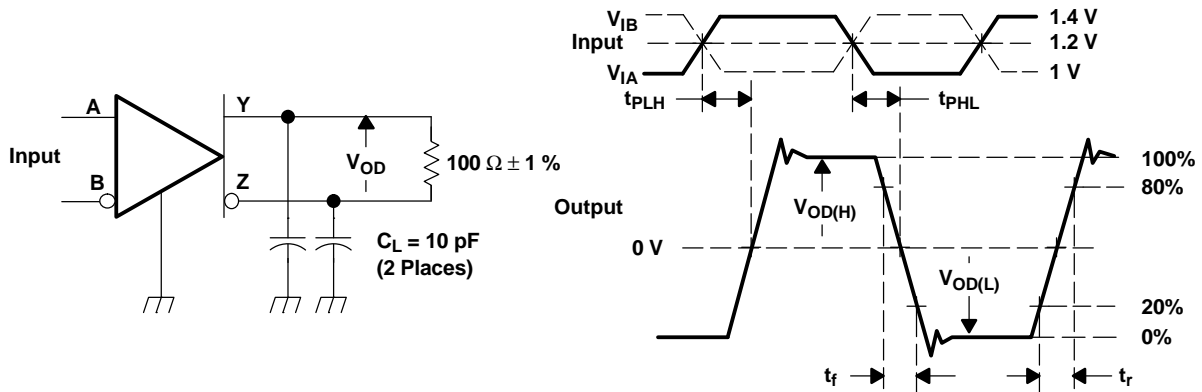 A
Y
Input
B
Z
V_OD
100 Ω ± 1 %
C_L = 10 pF
(2 Places)
V_IB
Input
V_IA
1.4 V
1.2 V
1 V
t_PLH
t_PHL
Output
0 V
V_OD(H)
V_OD(L)
100%
80%
20%
0%
t_f
t_r